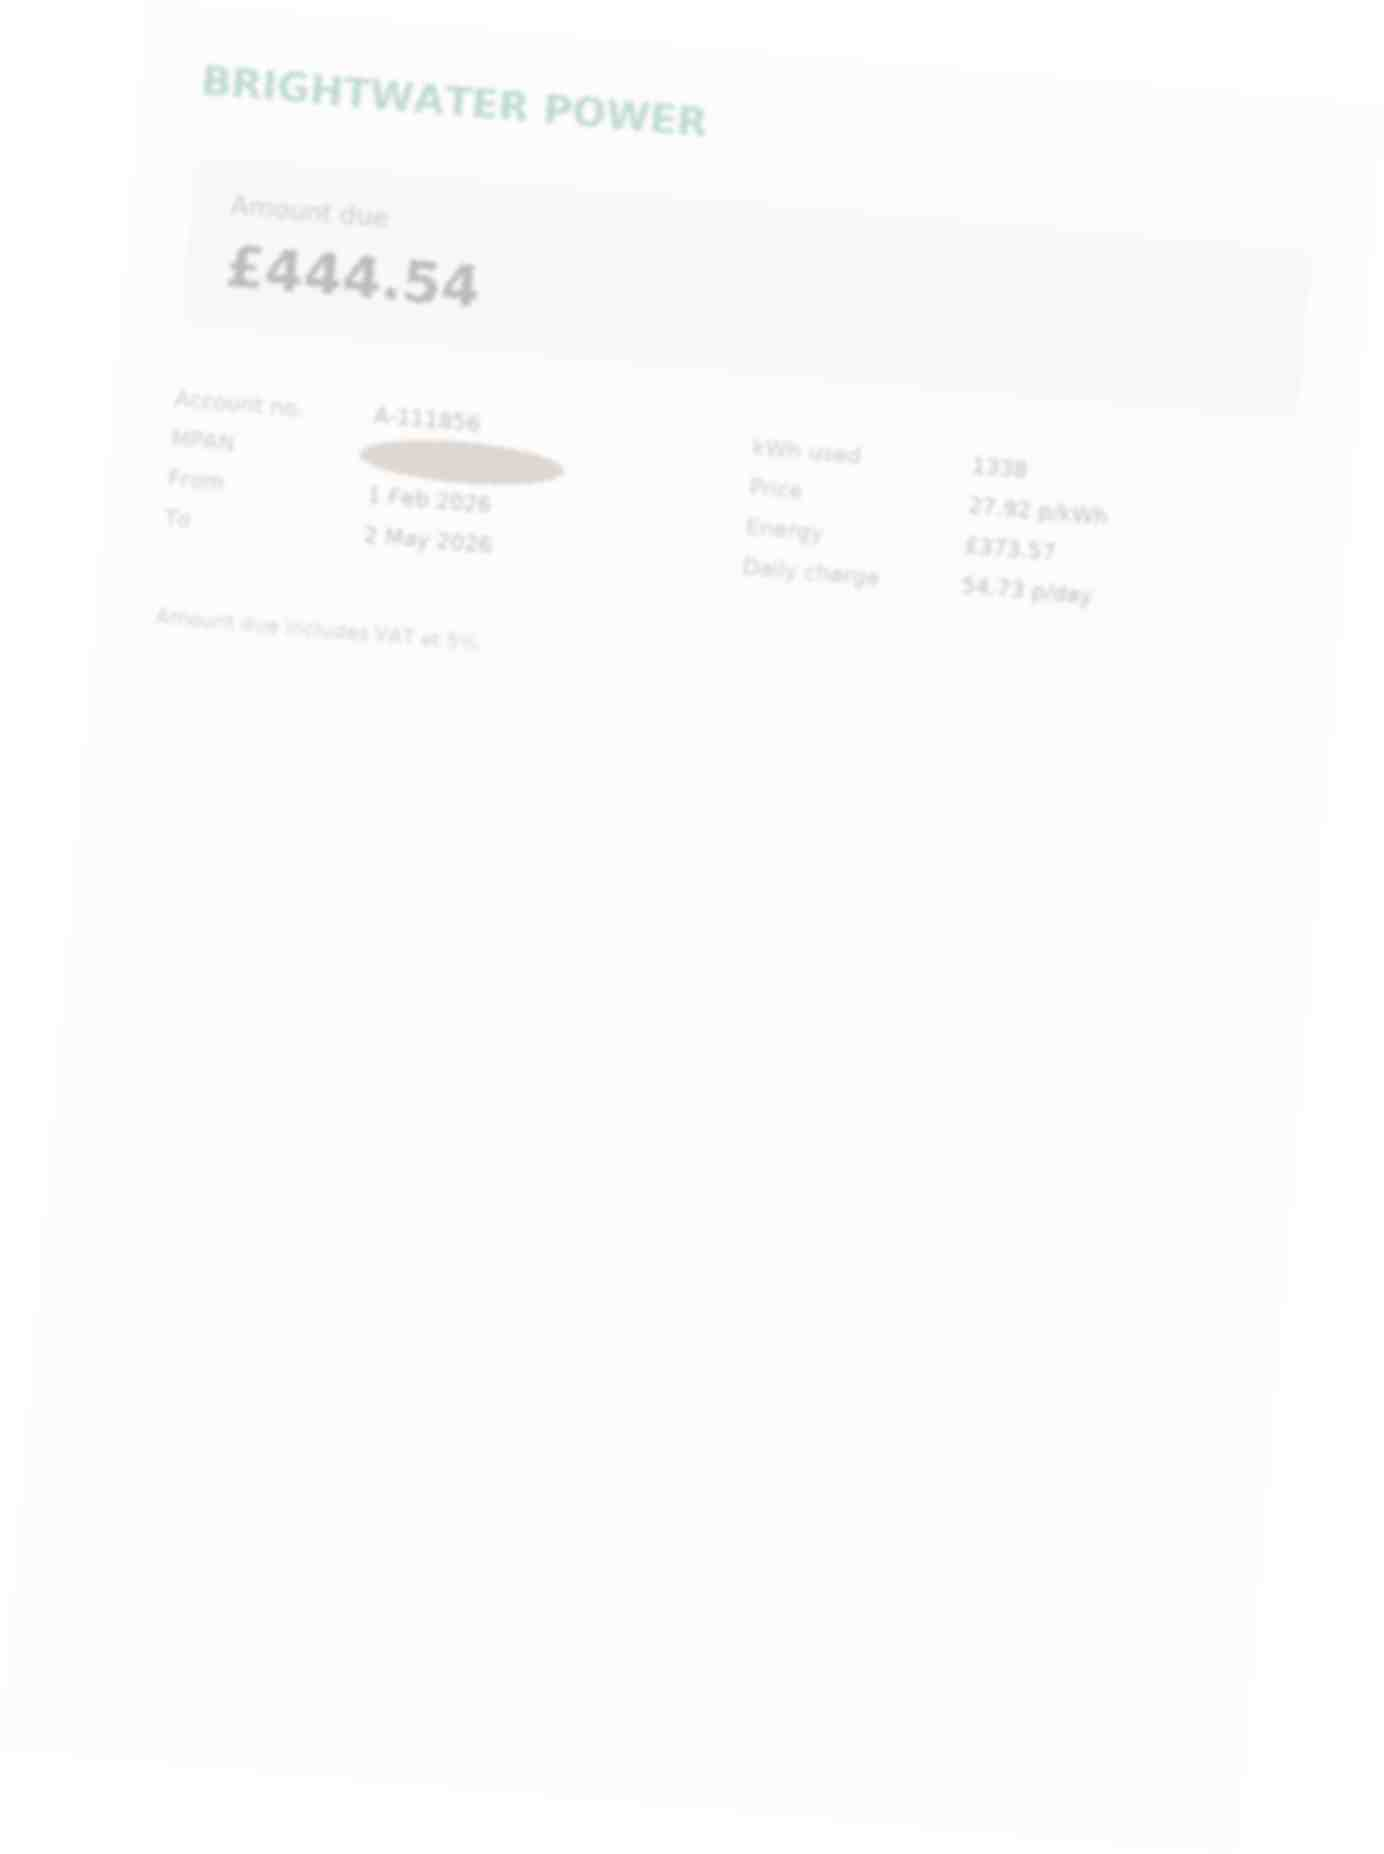 BRIGHTWATER POWER
Amount due
£444.54
Account no. A-111856
MPAN
From 1 Feb 2026
To 2 May 2026
kWh used 1338
Price 27.92 p/kWh
Energy £373.57
Daily charge 54.73 p/day
Amount due includes VAT at 5%.